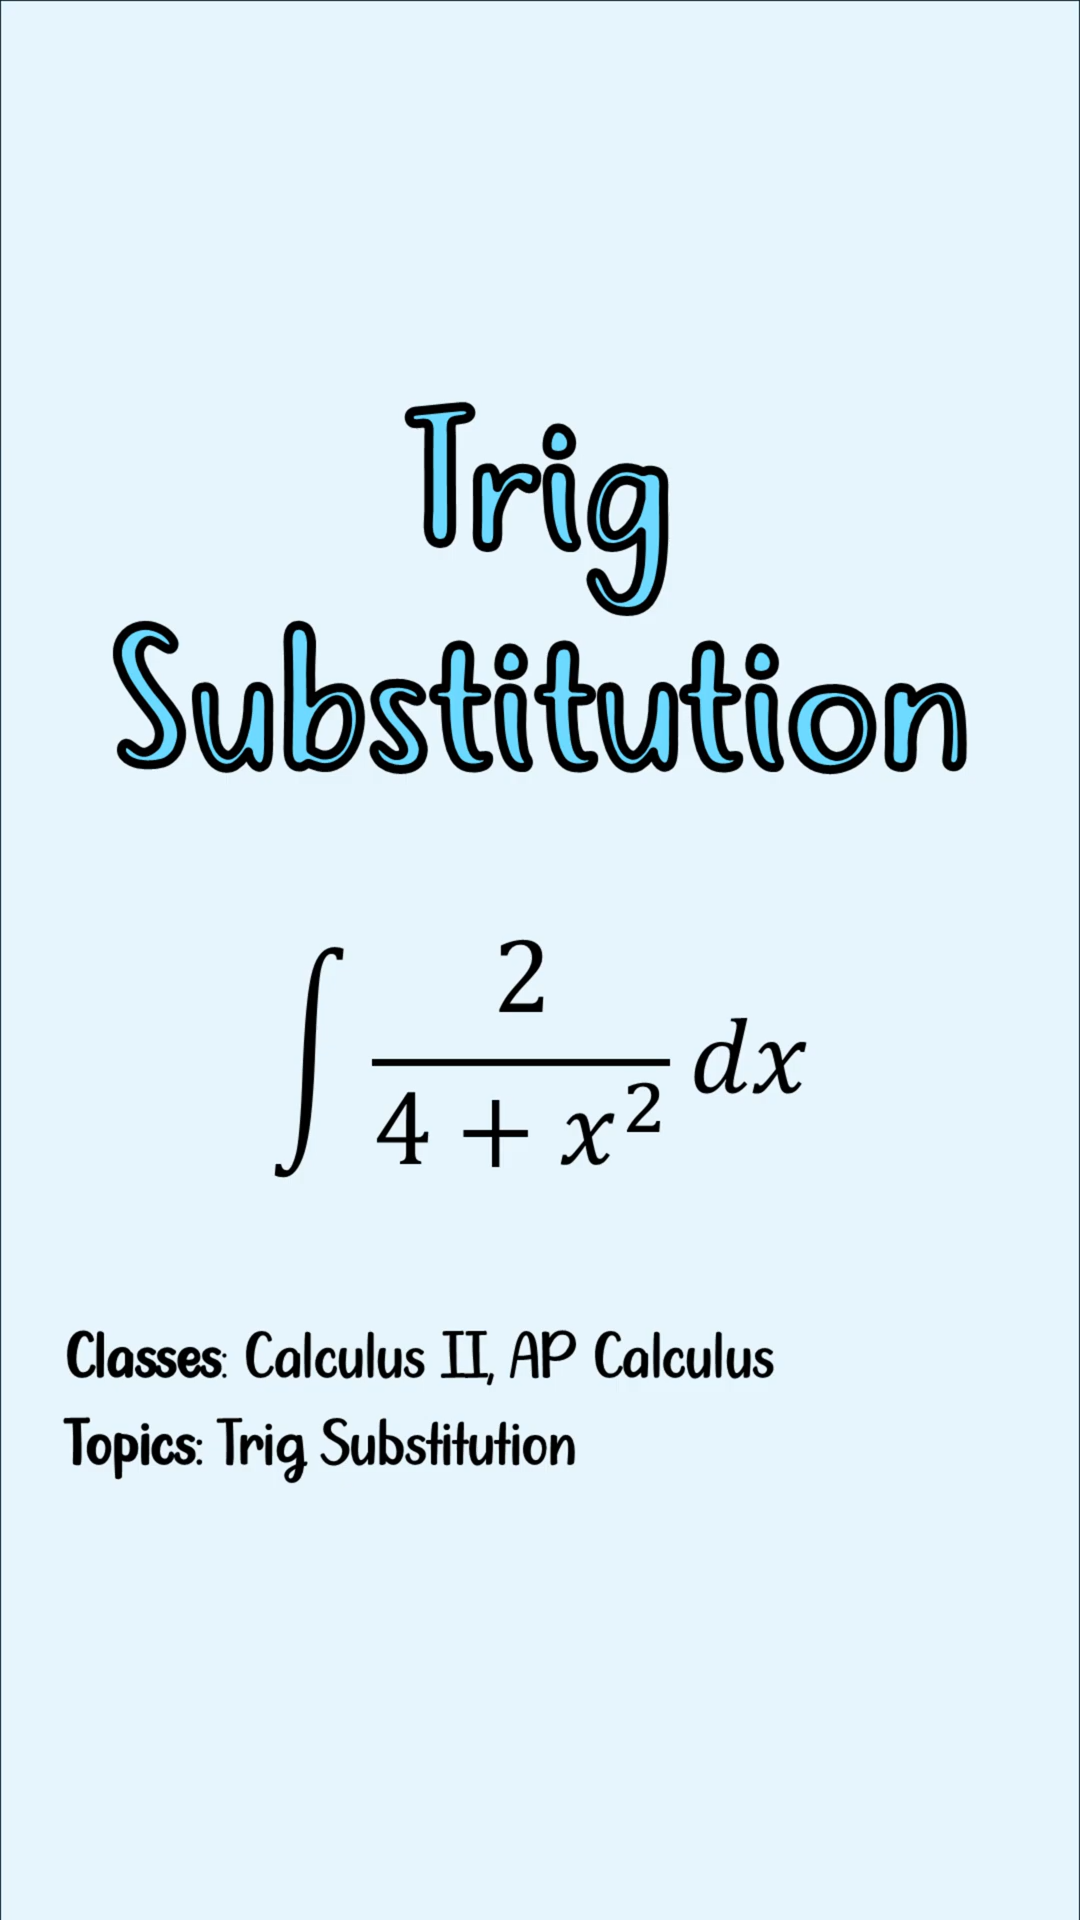 Trig
Substitution
∫ 2/(4 + x²) dx
Classes: Calculus II, AP Calculus
Topics: Trig Substitution